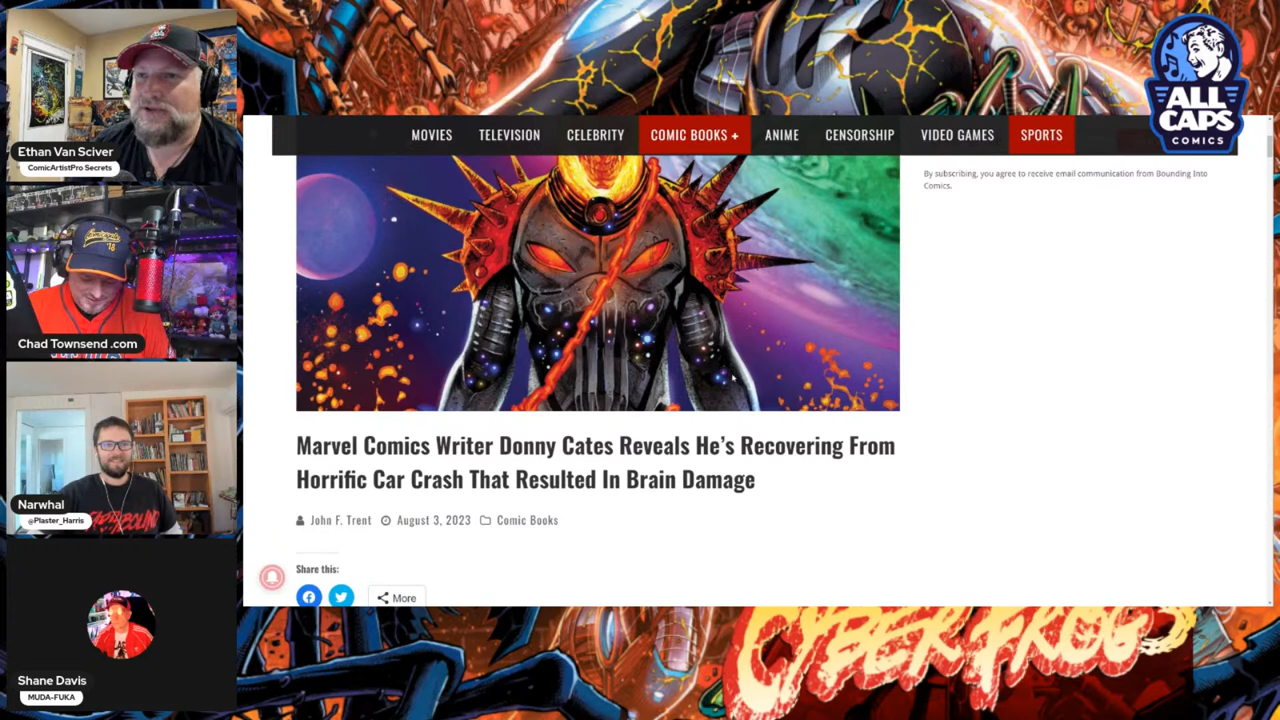 Ethan Van Sciver
ComicArtistPro Secrets
Chad Townsend .com
Narwhal
@Plaster_Harris
Shane Davis
MUDA-FUKA
MOVIES TELEVISION CELEBRITY COMIC BOOKS + ANIME CENSORSHIP VIDEO GAMES SPORTS
ALL
CAPS
COMICS
By subscribing, you agree to receive email communication from Bounding Into
Comics.
Marvel Comics Writer Donny Cates Reveals He’s Recovering From
Horrific Car Crash That Resulted In Brain Damage
John F. Trent August 3, 2023 Comic Books
Share this:
More
CYBERFROG